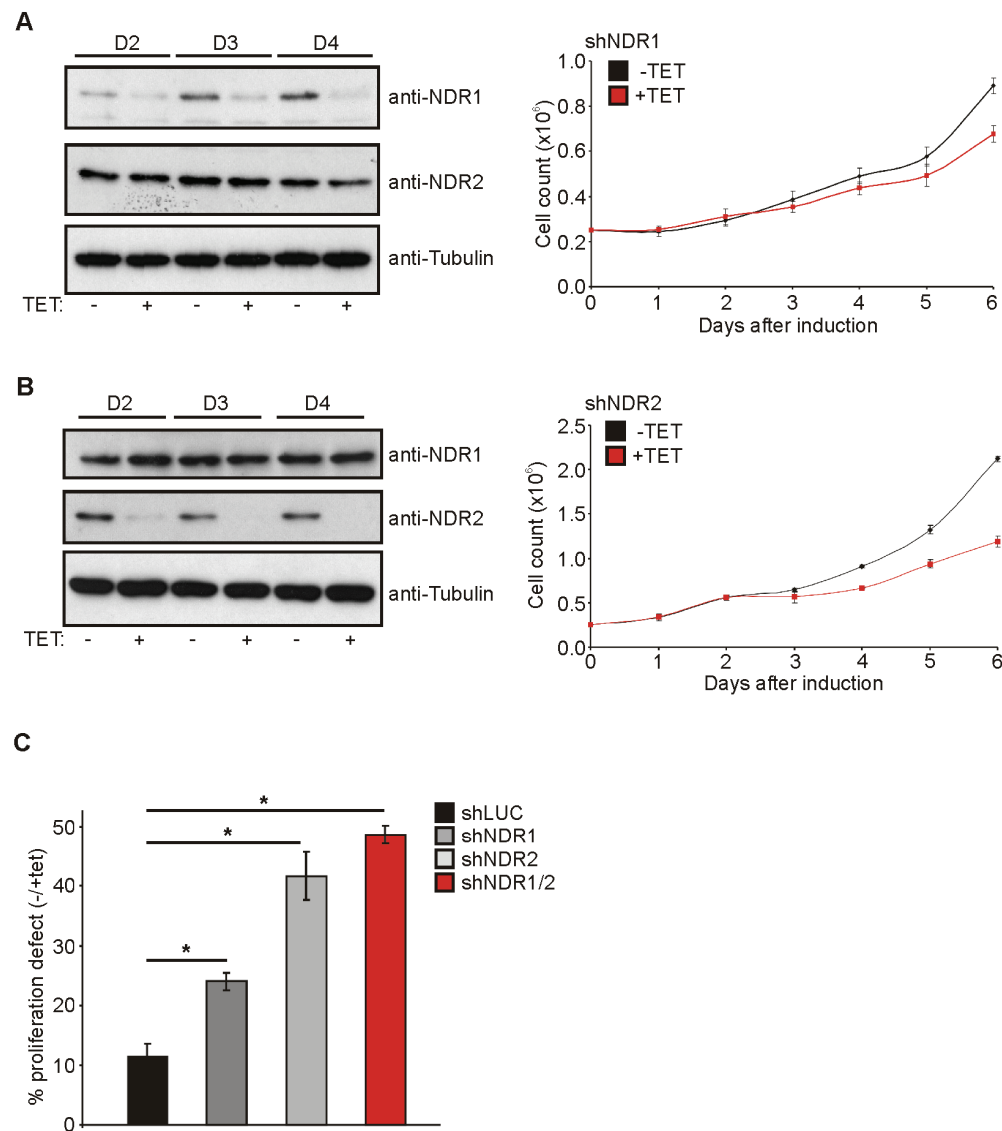 A
D2 D3 D4
anti-NDR1
anti-NDR2
anti-Tubulin
TET: - + - + - +
shNDR1
-TET
+TET
Cell count (x10⁶)
1.0
0.8
0.6
0.4
0.2
0.0
0 1 2 3 4 5 6
Days after induction
B
D2 D3 D4
anti-NDR1
anti-NDR2
anti-Tubulin
TET: - + - + - +
shNDR2
-TET
+TET
Cell count (x10⁶)
2.5
2.0
1.5
1.0
0.5
0.0
0 1 2 3 4 5 6
Days after induction
C
% proliferation defect (-/+tet)
50
40
30
20
10
0
*
*
*
shLUC
shNDR1
shNDR2
shNDR1/2